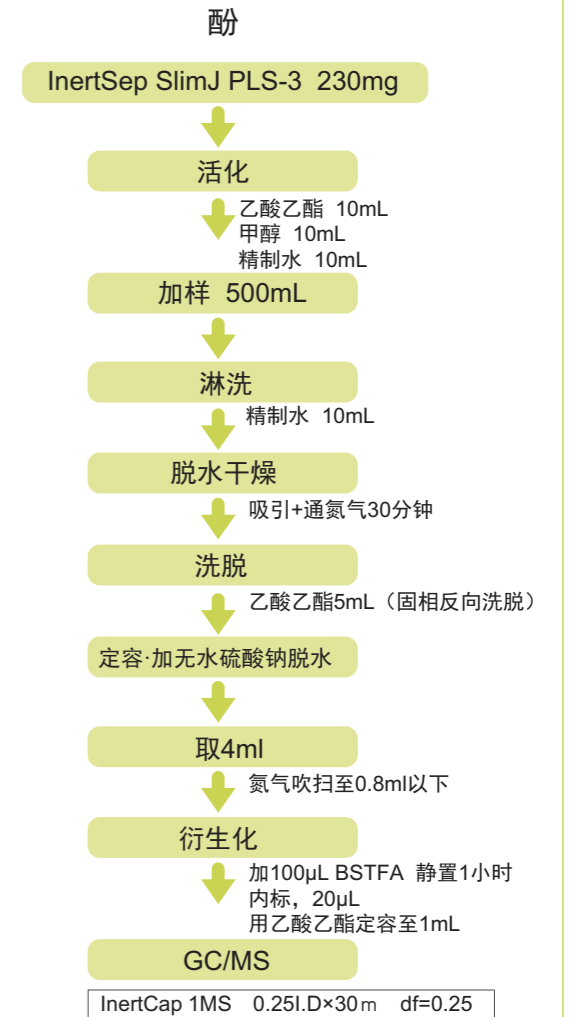 酚
InertSep SlimJ PLS-3 230mg
活化
乙酸乙酯 10mL
甲醇 10mL
精制水 10mL
加样 500mL
淋洗
精制水 10mL
脱水干燥
吸引+通氮气30分钟
洗脱
乙酸乙酯5mL（固相反向洗脱）
定容·加无水硫酸钠脱水
取4ml
氮气吹扫至0.8ml以下
衍生化
加100μL BSTFA 静置1小时
内标，20μL
用乙酸乙酯定容至1mL
GC/MS
InertCap 1MS 0.25I.D×30m df=0.25